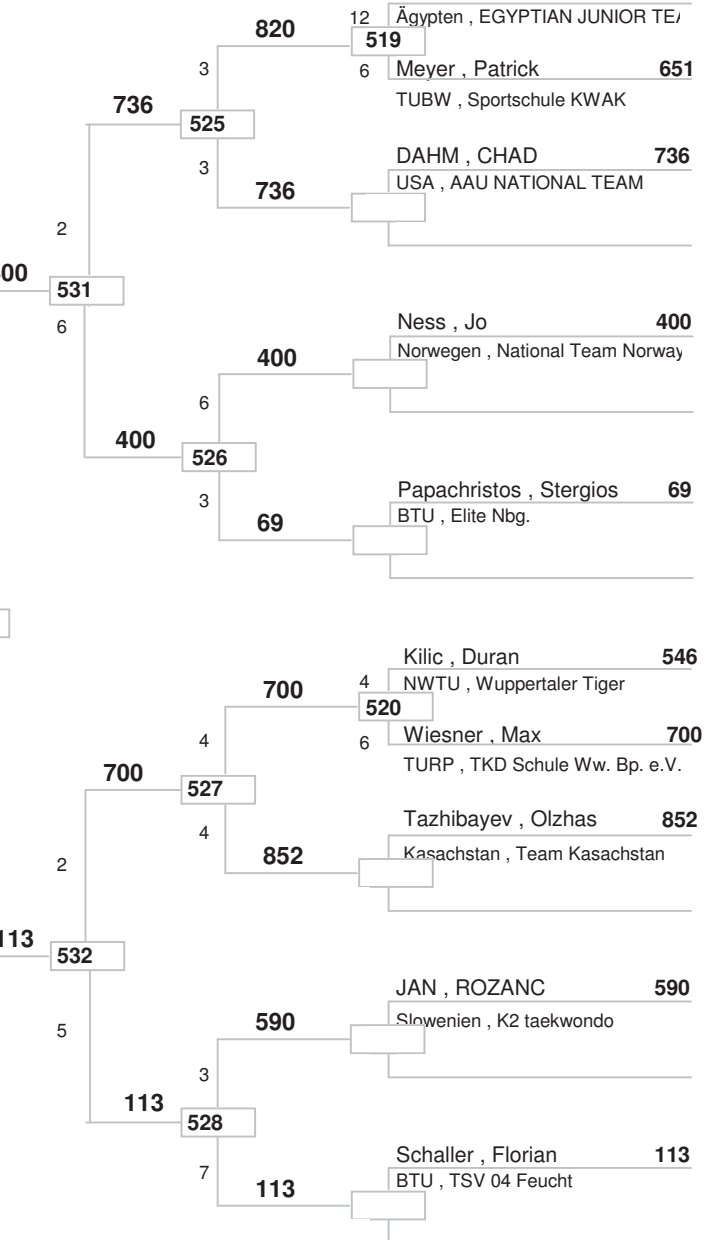 12 Ägypten , EGYPTIAN JUNIOR
820
519
3
6 Meyer , Patrick 651
736
TUBW , Sportschule KWAK
525
DAHM , CHAD 736
3
USA , AAU NATIONAL TEAM
736
2
00
531
6
Ness , Jo 400
Norwegen , National Team Norway
400
6
400
526
3
Papachristos , Stergios 69
BTU , Elite Nbg.
69
Kilic , Duran 546
4 NWTU , Wuppertaler Tiger
700
520
4
6 Wiesner , Max 700
TURP , TKD Schule Ww. Bp. e.V.
700
527
Tazhibayev , Olzhas 852
4
852
Kasachstan , Team Kasachstan
2
113
532
JAN , ROZANC 590
Slowenien , K2 taekwondo
590
5
3
113
528
Schaller , Florian 113
7
BTU , TSV 04 Feucht
113